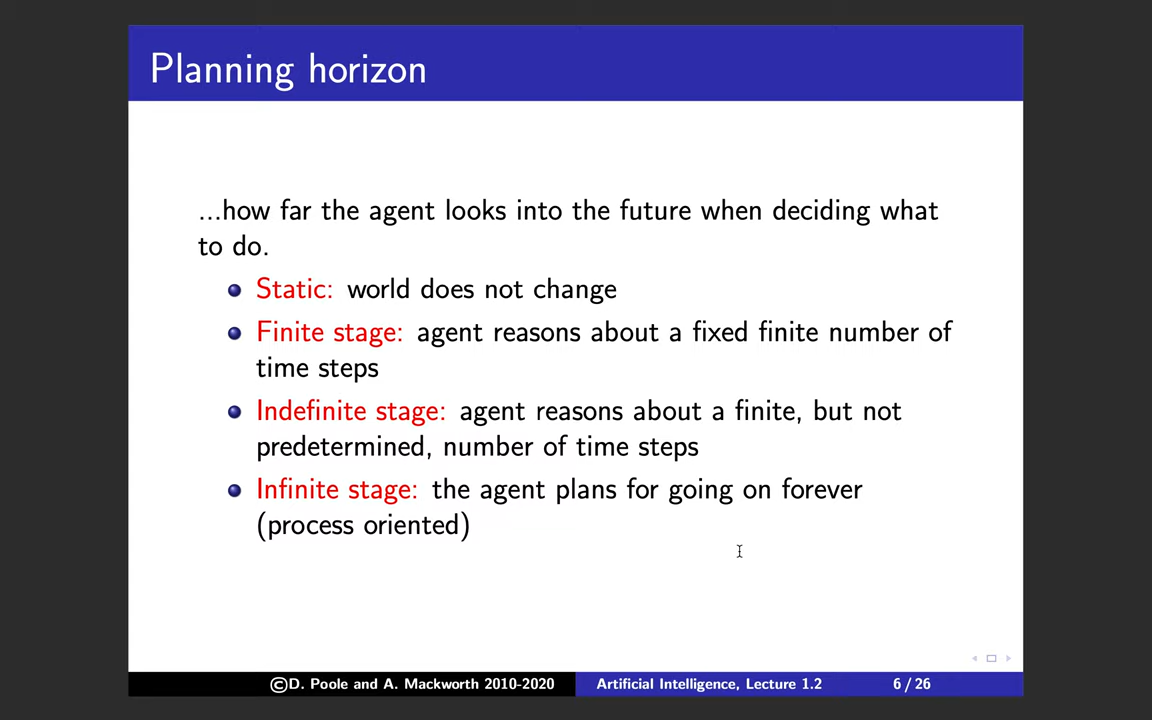 Planning horizon
...how far the agent looks into the future when deciding what
to do.
Static: world does not change
Finite stage: agent reasons about a fixed finite number of
time steps
Indefinite stage: agent reasons about a finite, but not
predetermined, number of time steps
Infinite stage: the agent plans for going on forever
(process oriented)
©D. Poole and A. Mackworth 2010-2020 Artificial Intelligence, Lecture 1.2 6 / 26